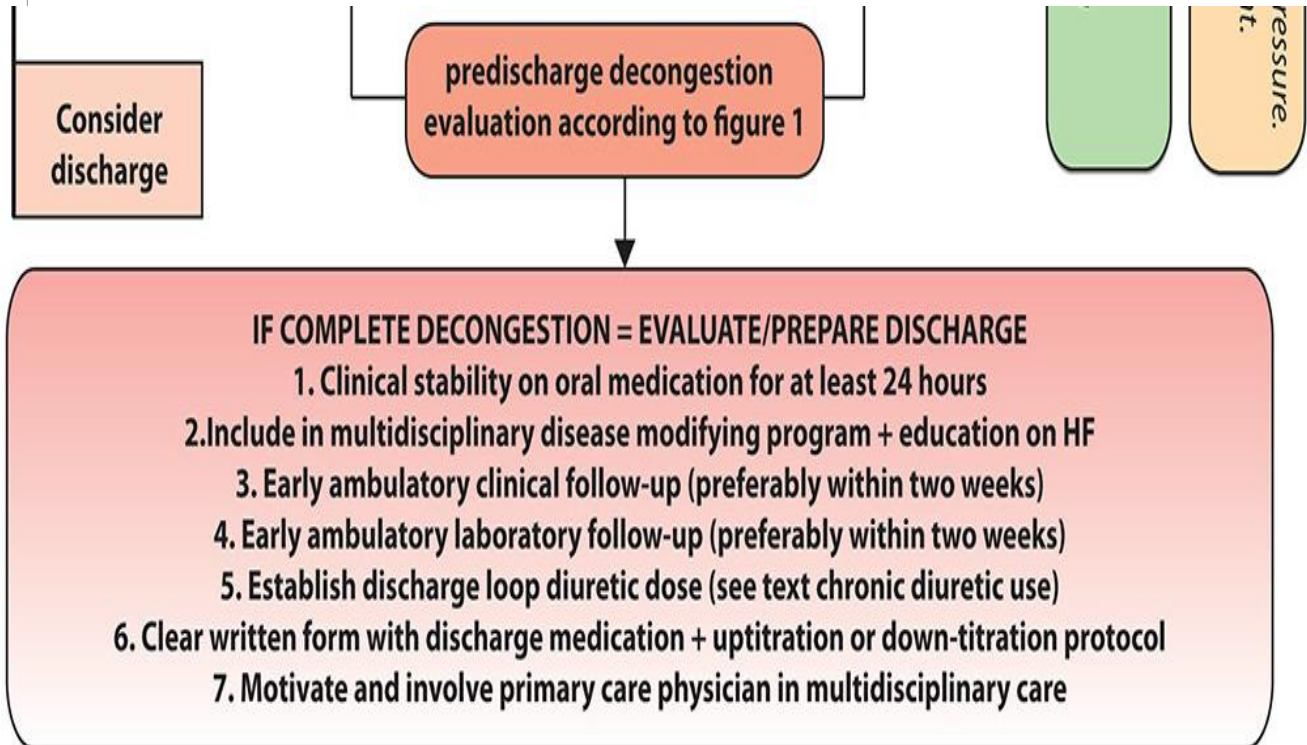 Consider
discharge
predischarge decongestion
evaluation according to figure 1
ressure.
nt.
IF COMPLETE DECONGESTION = EVALUATE/PREPARE DISCHARGE
1. Clinical stability on oral medication for at least 24 hours
2.Include in multidisciplinary disease modifying program + education on HF
3. Early ambulatory clinical follow-up (preferably within two weeks)
4. Early ambulatory laboratory follow-up (preferably within two weeks)
5. Establish discharge loop diuretic dose (see text chronic diuretic use)
6. Clear written form with discharge medication + uptitration or down-titration protocol
7. Motivate and involve primary care physician in multidisciplinary care